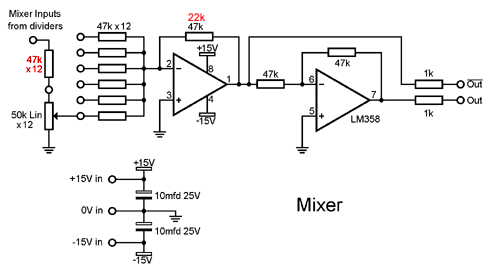 Mixer Inputs
from dividers
47k x 12
22k
47k
+15V
47k
x 12
50k Lin
x 12
2
3
8
4
1
-15V
47k
47k
6
5
7
LM358
1k
1k
Out
Out
+15V
+15V in
10mfd 25V
0V in
10mfd 25V
-15V in
-15V
Mixer